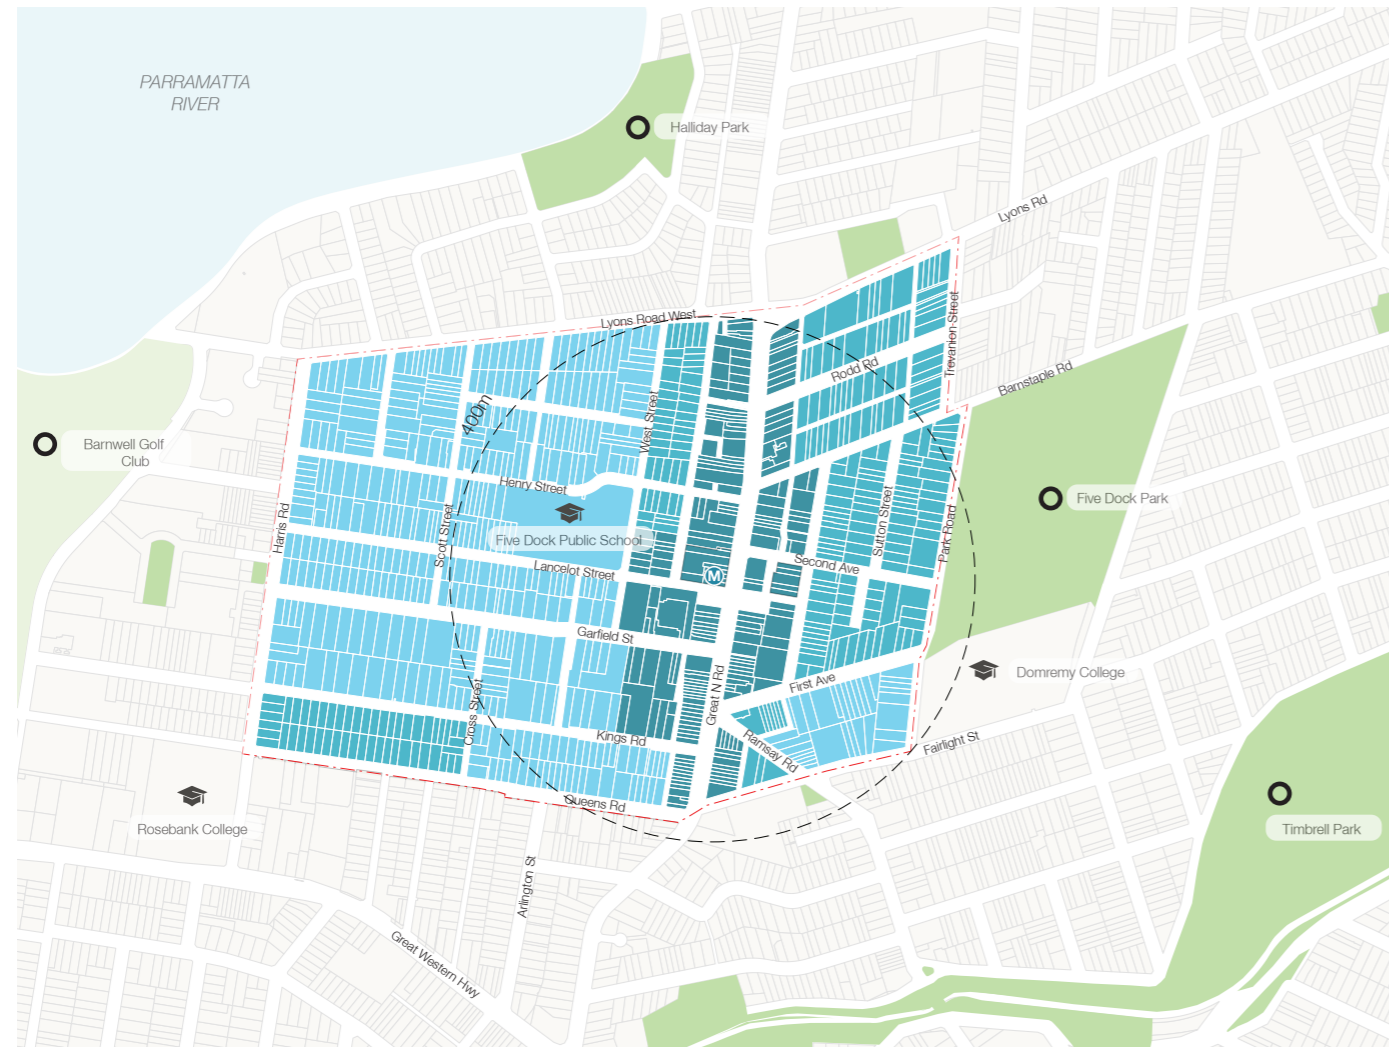 PARRAMATTA
RIVER
Halliday Park
Lyons Rd
Lyons Road West
Trevanion Street
Rodd Rd
Barnstaple Rd
400m
West Street
Barnwell Golf
Club
Henry Street
Five Dock Park
Harris Rd
Scott Street
Five Dock Public School
Sutton Street
Park Road
Lancelot Street
M
Second Ave
Garfield St
Domremy College
First Ave
Great N Rd
Cross Street
Kings Rd
Ramsay Rd
Fairlight St
Queens Rd
Rosebank College
Timbrell Park
Arlington St
Great Western Hwy